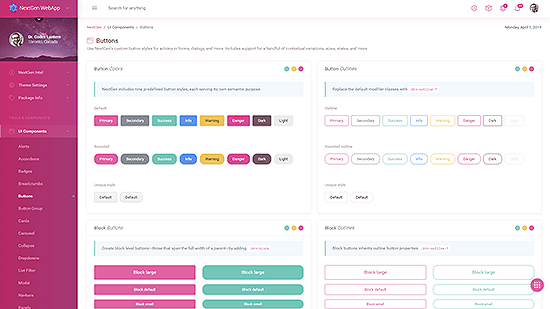 NextGen WebApp
Search for anything
Dr. Codex Lantern
Toronto, Canada
NextGen Intel
Theme Settings
Package Info
TOOLS & COMPONENTS
UI Components
Alerts
Accordions
Badges
Breadcrumbs
Buttons
Button Group
Cards
Carousel
Collapse
Dropdowns
List Filter
Modal
Navbars
Panels
NextGen / UI Components / Buttons
Monday, April 1, 2019
Buttons
Use NextGen's custom button styles for actions in forms, dialogs, and more. Includes support for a handful of contextual variations, sizes, states, and more.
Button Colors
NextGen includes nine predefined button styles, each serving its own semantic purpose.
Default
Primary Secondary Success Info Warning Danger Dark Light
Rounded
Primary Secondary Success Info Warning Danger Dark Light
Unique style
Default Default
Button Outlines
Replace the default modifier classes with .btn-outline-*
Outline
Primary Secondary Success Info Warning Danger Dark Light
Rounded outline
Primary Secondary Success Info Warning Danger Dark Light
Unique style
Default Default
Block Buttons
Create block level buttons—those that span the full width of a parent—by adding .btn-block
Block large Block large
Block default Block default
Block small Block small
Block Outlines
Block buttons inherits outline button properties .btn-outline-*
Block large Block large
Block default Block default
Block small Block small